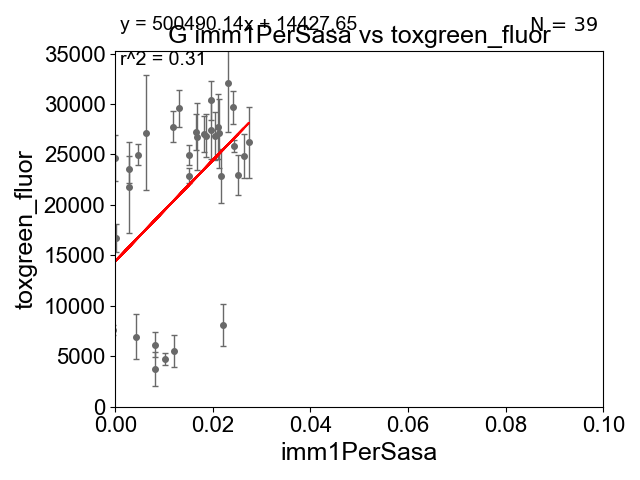 y = 500490.14x + 14427.65
N = 39
G imm1PerSasa vs toxgreen_fluor
r^2 = 0.31
35000
30000
25000
20000
15000
10000
5000
0
toxgreen_fluor
0.00 0.02 0.04 0.06 0.08 0.10
imm1PerSasa